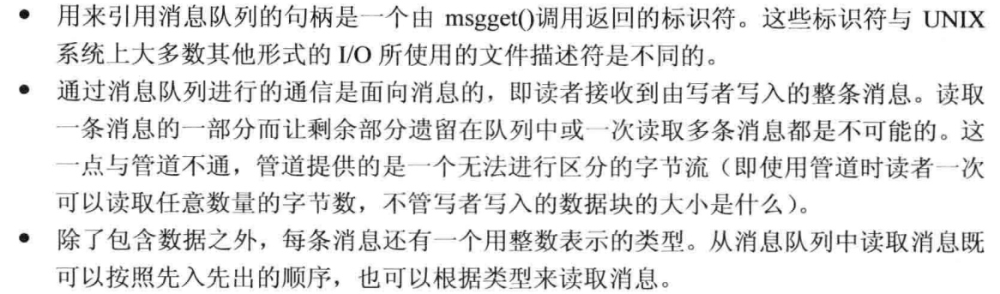 ● 用来引用消息队列的句柄是一个由 msgget()调用返回的标识符。这些标识符与 UNIX
系统上大多数其他形式的 I/O 所使用的文件描述符是不同的。
● 通过消息队列进行的通信是面向消息的，即读者接收到由写者写入的整条消息。读取
一条消息的一部分而让剩余部分遗留在队列中或一次读取多条消息都是不可能的。这
一点与管道不通，管道提供的是一个无法进行区分的字节流（即使用管道时读者一次
可以读取任意数量的字节数，不管写者写入的数据块的大小是什么）。
● 除了包含数据之外，每条消息还有一个用整数表示的类型。从消息队列中读取消息既
可以按照先入先出的顺序，也可以根据类型来读取消息。